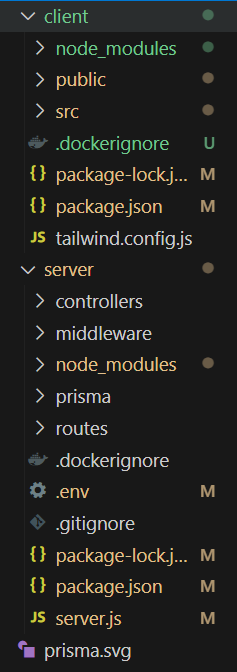 client
node_modules
public
src
.dockerignore U
{} package-lock.j... M
{} package.json M
JS tailwind.config.js
server
controllers
middleware
node_modules
prisma
routes
.dockerignore
.env M
.gitignore
{} package-lock.j... M
{} package.json M
JS server.js M
prisma.svg